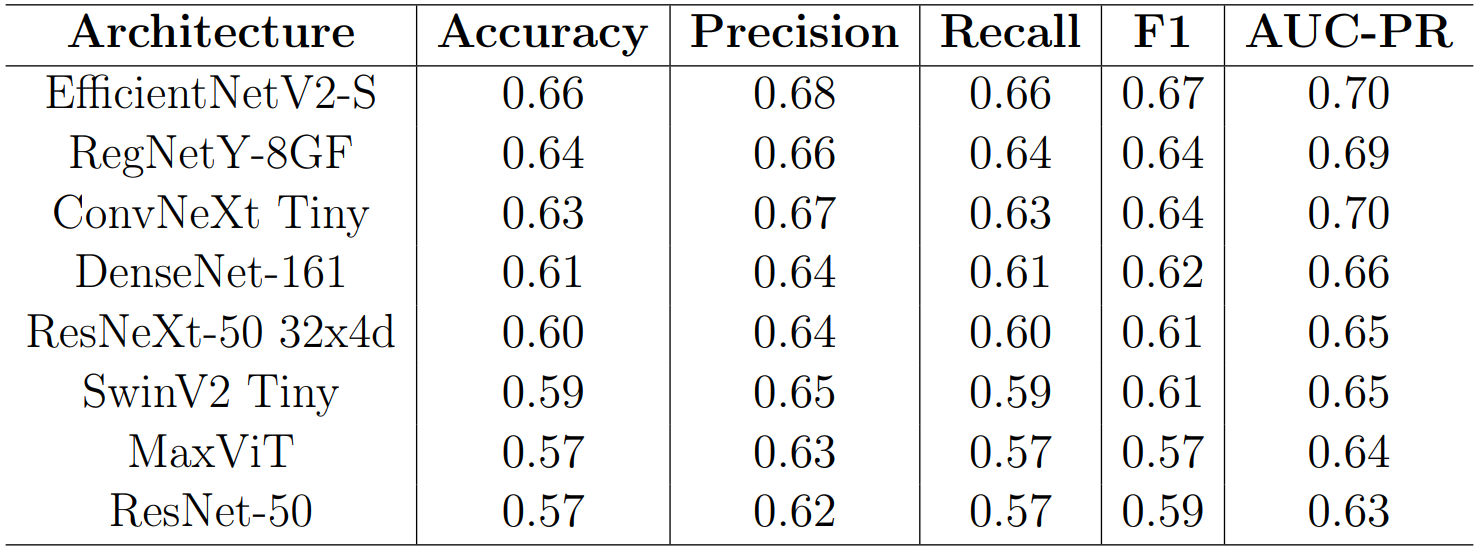 Architecture Accuracy Precision Recall F1 AUC-PR
EfficientNetV2-S 0.66 0.68 0.66 0.67 0.70
RegNetY-8GF 0.64 0.66 0.64 0.64 0.69
ConvNeXt Tiny 0.63 0.67 0.63 0.64 0.70
DenseNet-161 0.61 0.64 0.61 0.62 0.66
ResNeXt-50 32x4d 0.60 0.64 0.60 0.61 0.65
SwinV2 Tiny 0.59 0.65 0.59 0.61 0.65
MaxViT 0.57 0.63 0.57 0.57 0.64
ResNet-50 0.57 0.62 0.57 0.59 0.63